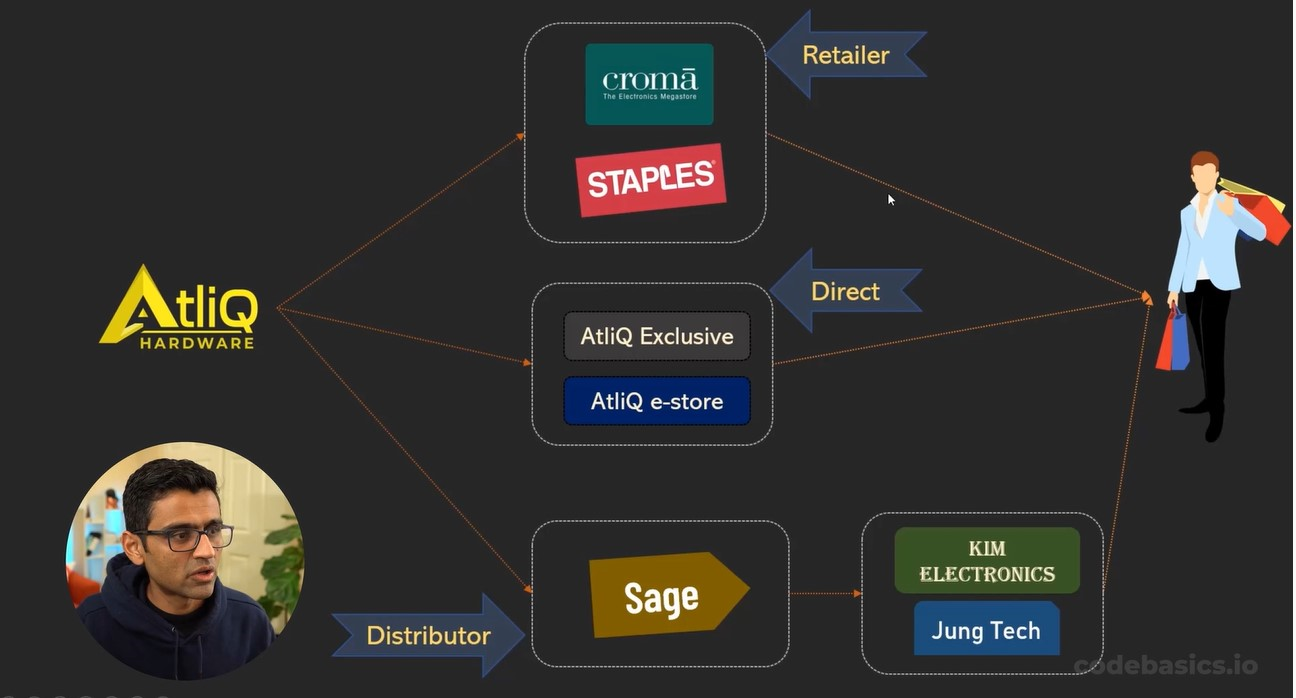 cromā
The Electronics Megastore
Retailer
STAPLES
AtliQ
HARDWARE
Direct
AtliQ Exclusive
AtliQ e-store
Distributor
Sage
KIM
ELECTRONICS
Jung Tech
codebasics.io